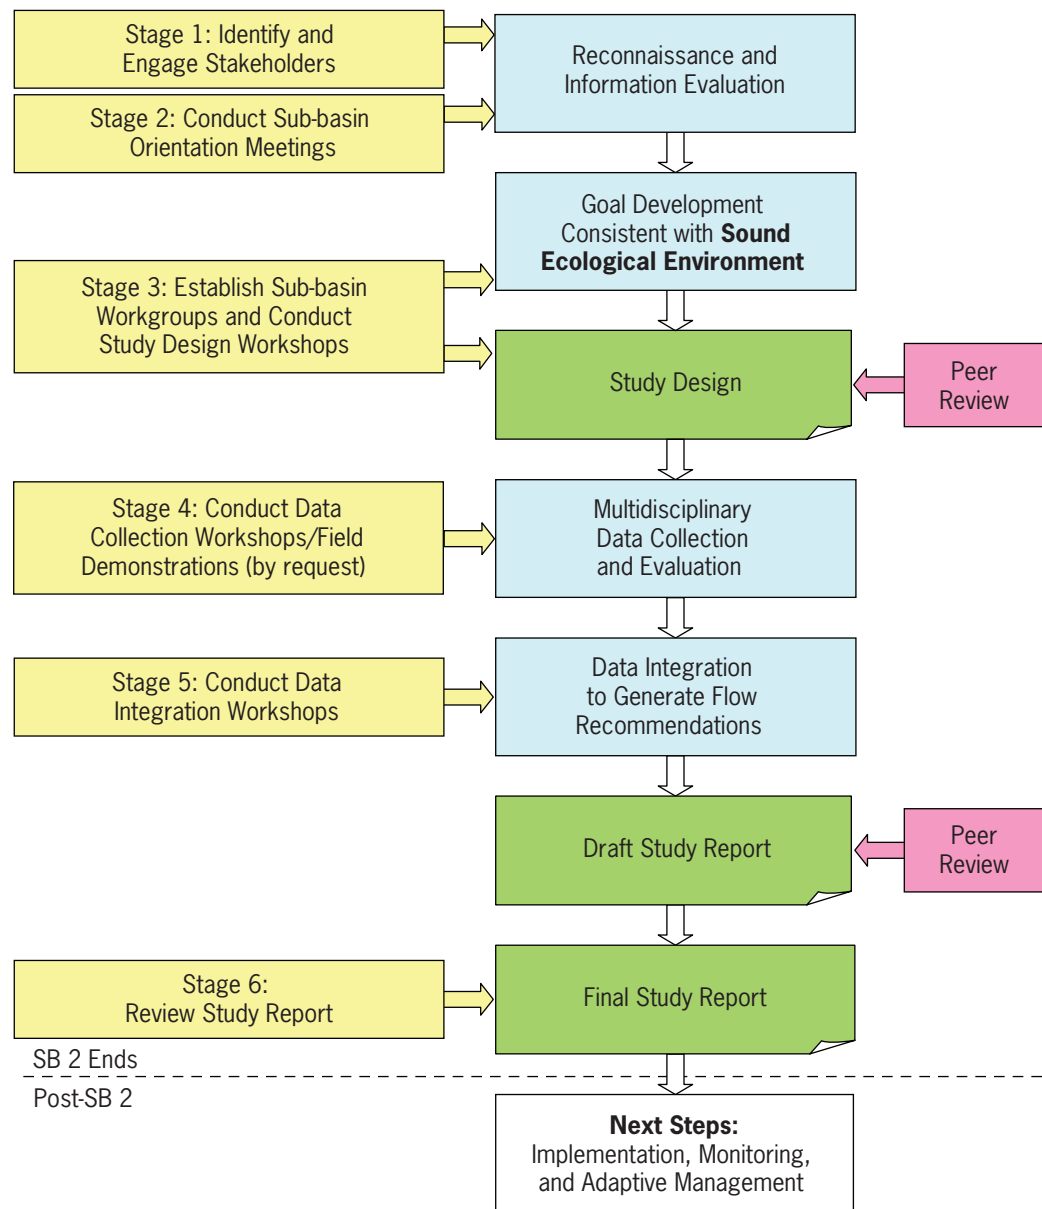 Stage 1: Identify and
Engage Stakeholders
Reconnaissance and
Information Evaluation
Stage 2: Conduct Sub-basin
Orientation Meetings
Goal Development
Consistent with Sound
Ecological Environment
Stage 3: Establish Sub-basin
Workgroups and Conduct
Study Design Workshops
Study Design
Peer
Review
Stage 4: Conduct Data
Collection Workshops/Field
Demonstrations (by request)
Multidisciplinary
Data Collection
and Evaluation
Stage 5: Conduct Data
Integration Workshops
Data Integration
to Generate Flow
Recommendations
Draft Study Report
Peer
Review
Stage 6:
Review Study Report
Final Study Report
SB 2 Ends
Post-SB 2
Next Steps:
Implementation, Monitoring,
and Adaptive Management